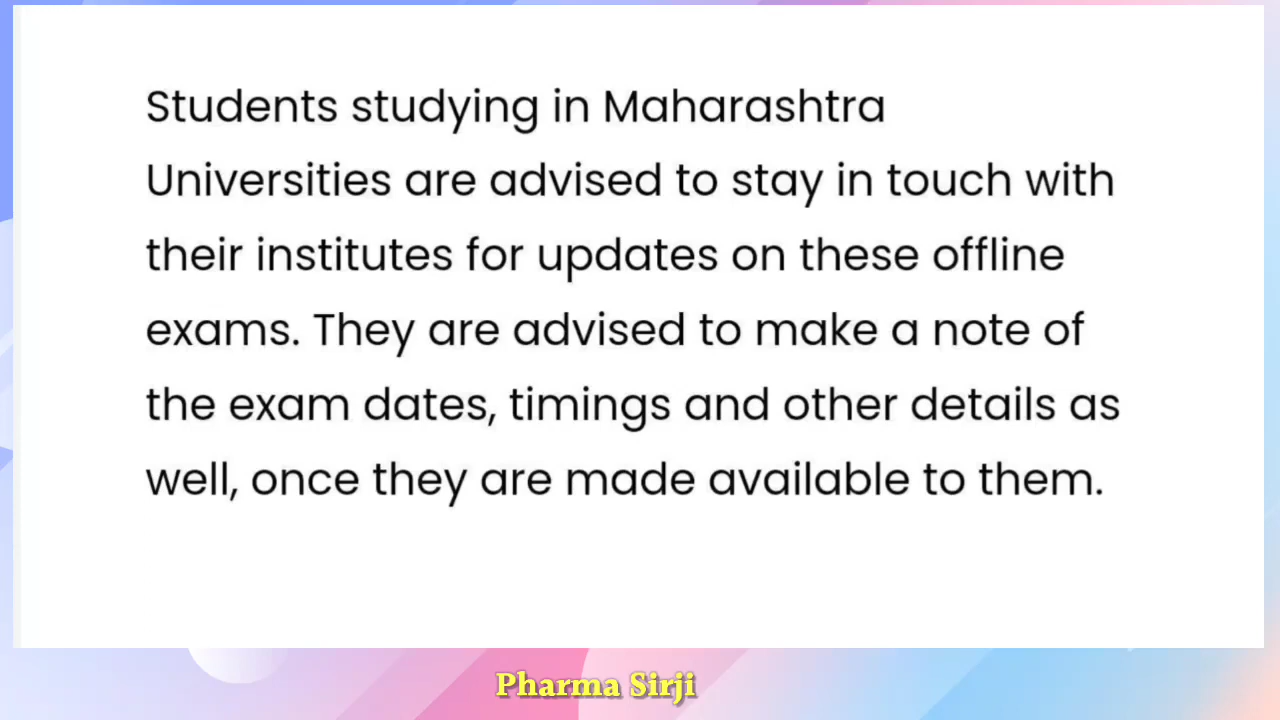 Students studying in Maharashtra
Universities are advised to stay in touch with
their institutes for updates on these offline
exams. They are advised to make a note of
the exam dates, timings and other details as
well, once they are made available to them.
Pharma Sirji